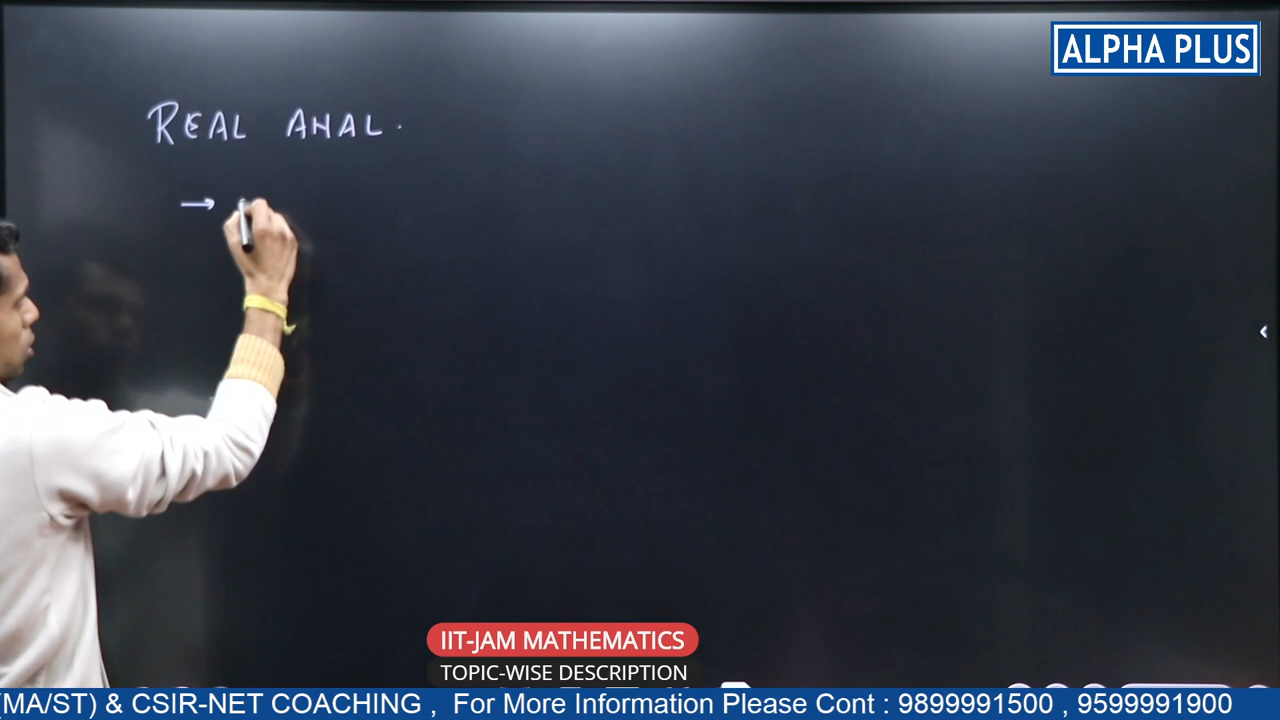 ALPHA PLUS
REAL ANAL.
→
IIT-JAM MATHEMATICS
TOPIC-WISE DESCRIPTION
(MA/ST) & CSIR-NET COACHING , For More Information Please Cont : 9899991500 , 9599991900